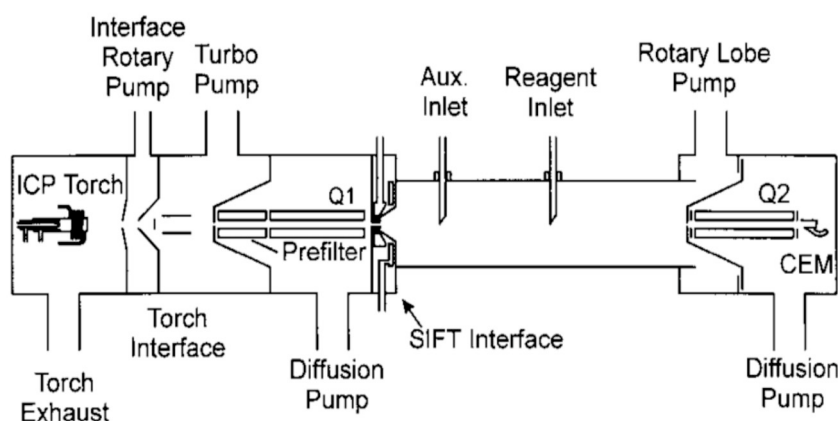 Interface
Rotary
Pump
Turbo
Pump
Aux.
Inlet
Reagent
Inlet
Rotary Lobe
Pump
ICP Torch
Q1
Prefilter
Q2
CEM
Torch
Interface
SIFT Interface
Torch
Exhaust
Diffusion
Pump
Diffusion
Pump